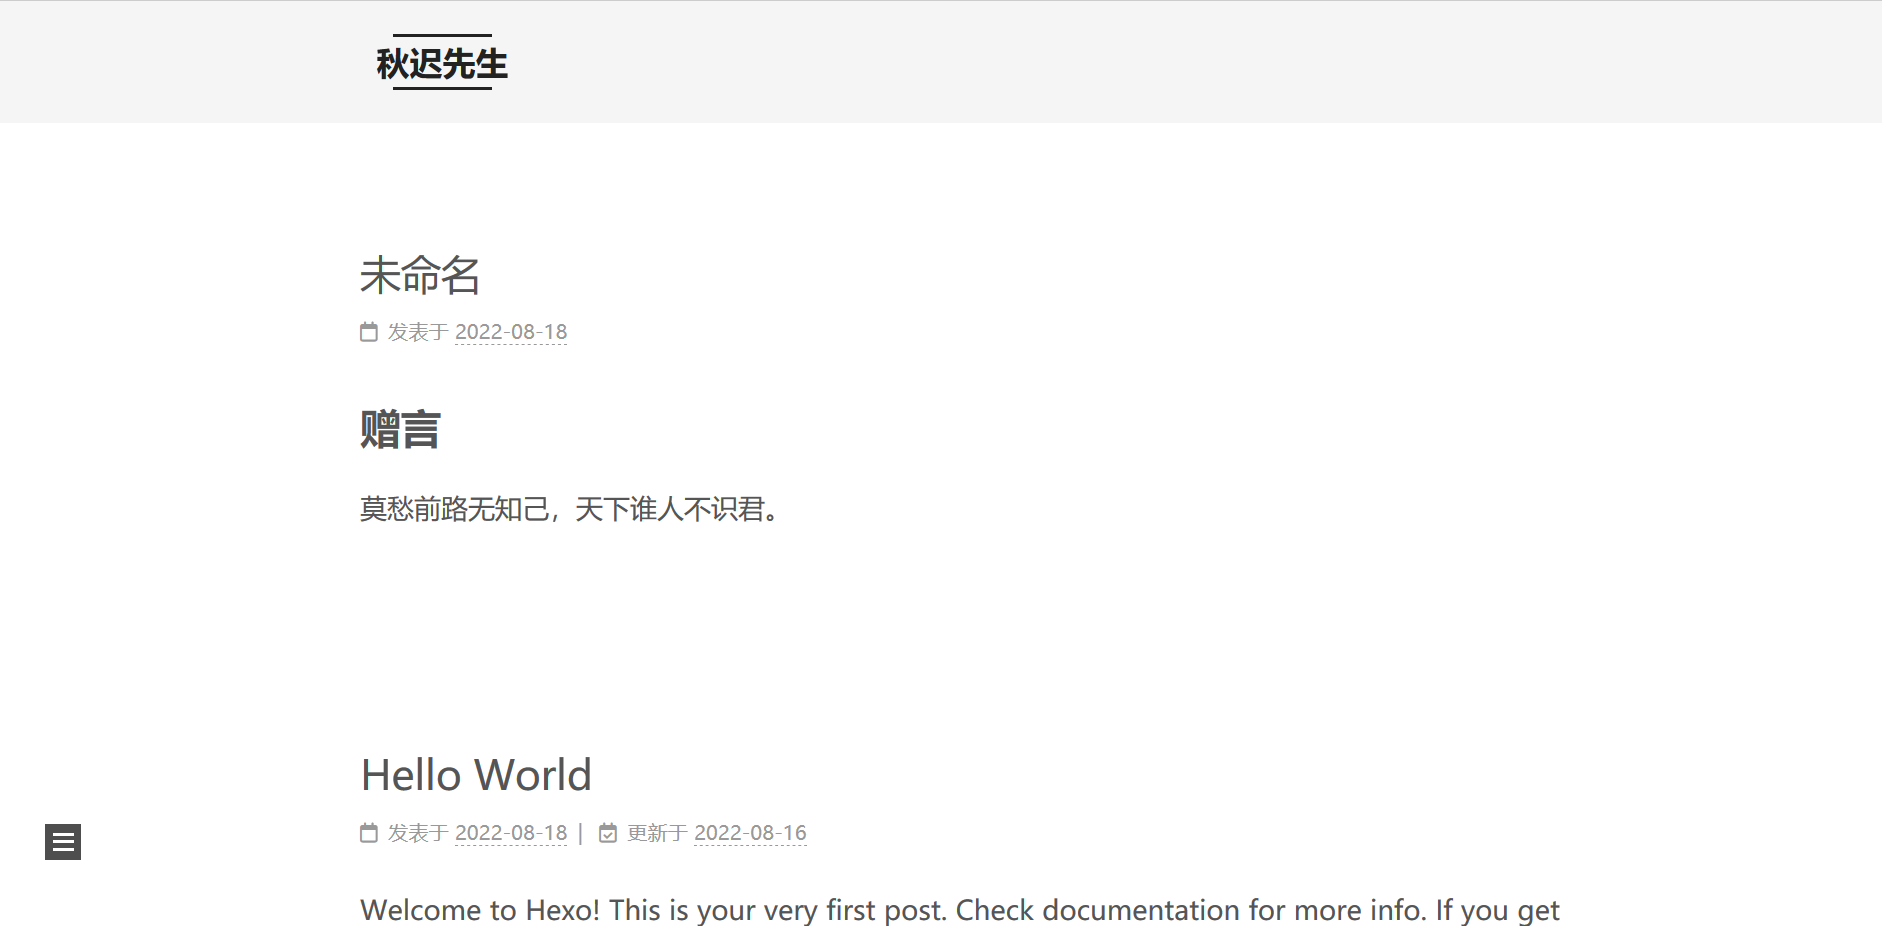 秋迟先生
未命名
发表于 2022-08-18
赠言
莫愁前路无知己，天下谁人不识君。
Hello World
发表于 2022-08-18 | 更新于 2022-08-16
Welcome to Hexo! This is your very first post. Check documentation for more info. If you get